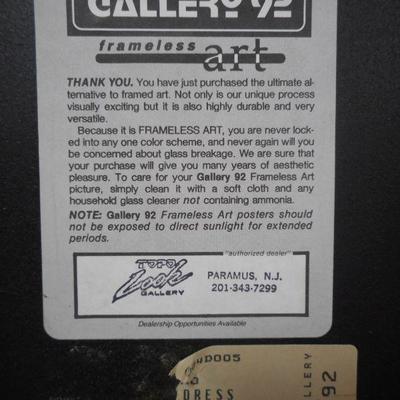 GALLERY 92
frameless art
THANK YOU. You have just purchased the ultimate al-
ternative to framed art. Not only is our unique process
visually exciting but it is also highly durable and very
versatile.
Because it is FRAMELESS ART, you are never lock-
ed into any one color scheme, and never again will you
be concerned about glass breakage. We are sure that
your purchase will give you many years of aesthetic
pleasure. To care for your Gallery 92 Frameless Art
picture, simply clean it with a soft cloth and any
household glass cleaner not containing ammonia.
NOTE: Gallery 92 Frameless Art posters should
not be exposed to direct sunlight for extended
periods.
"authorized dealer"
TOPS
Look
GALLERY
PARAMUS, N.J.
201-343-7299
Dealership Opportunities Available
D005
DRESS
LLERY
92